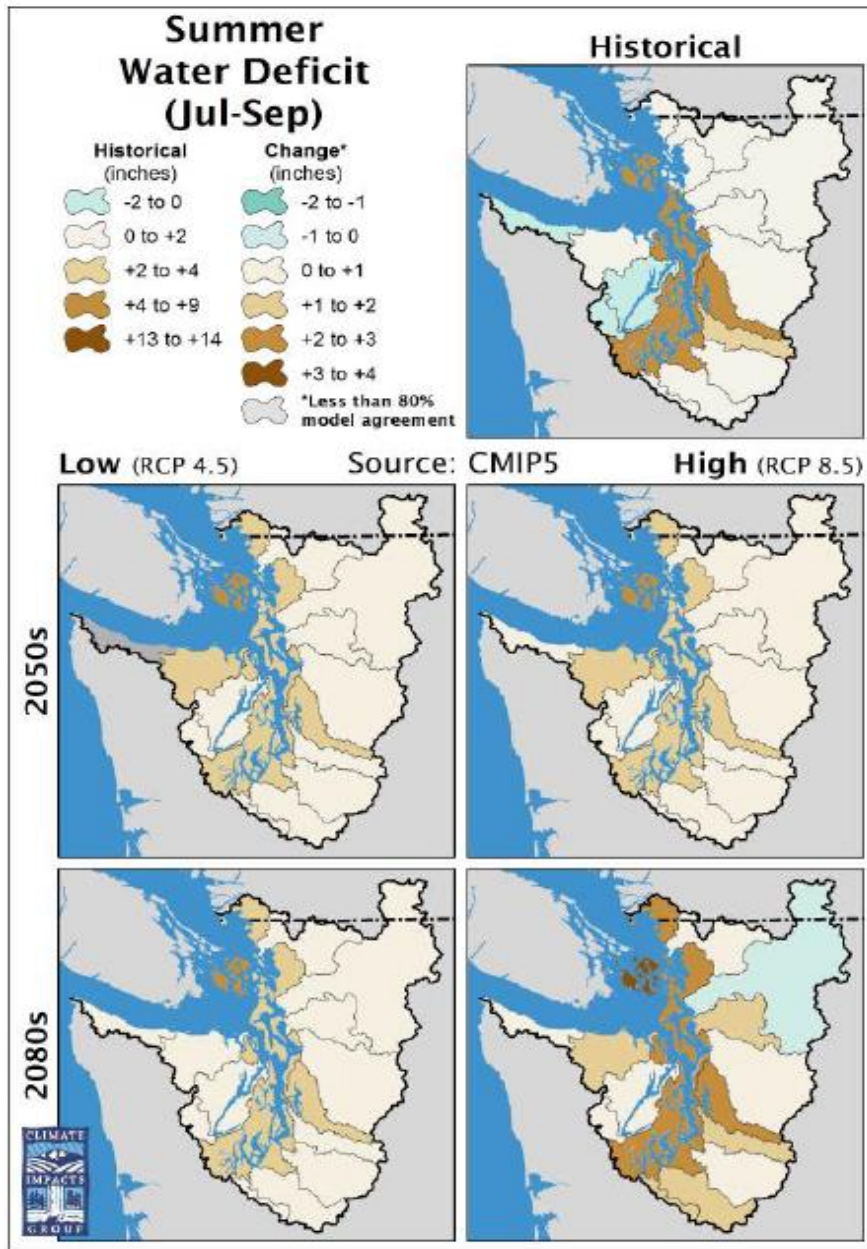 Summer
Water Deficit
(Jul-Sep)
Historical
(inches)
-2 to 0
0 to +2
+2 to +4
+4 to +9
+13 to +14
Change*
(inches)
-2 to -1
-1 to 0
0 to +1
+1 to +2
+2 to +3
+3 to +4
*Less than 80%
model agreement
Historical
Low (RCP 4.5) Source: CMIP5 High (RCP 8.5)
2050s
2080s
CLIMATE
IMPACTS
GROUP